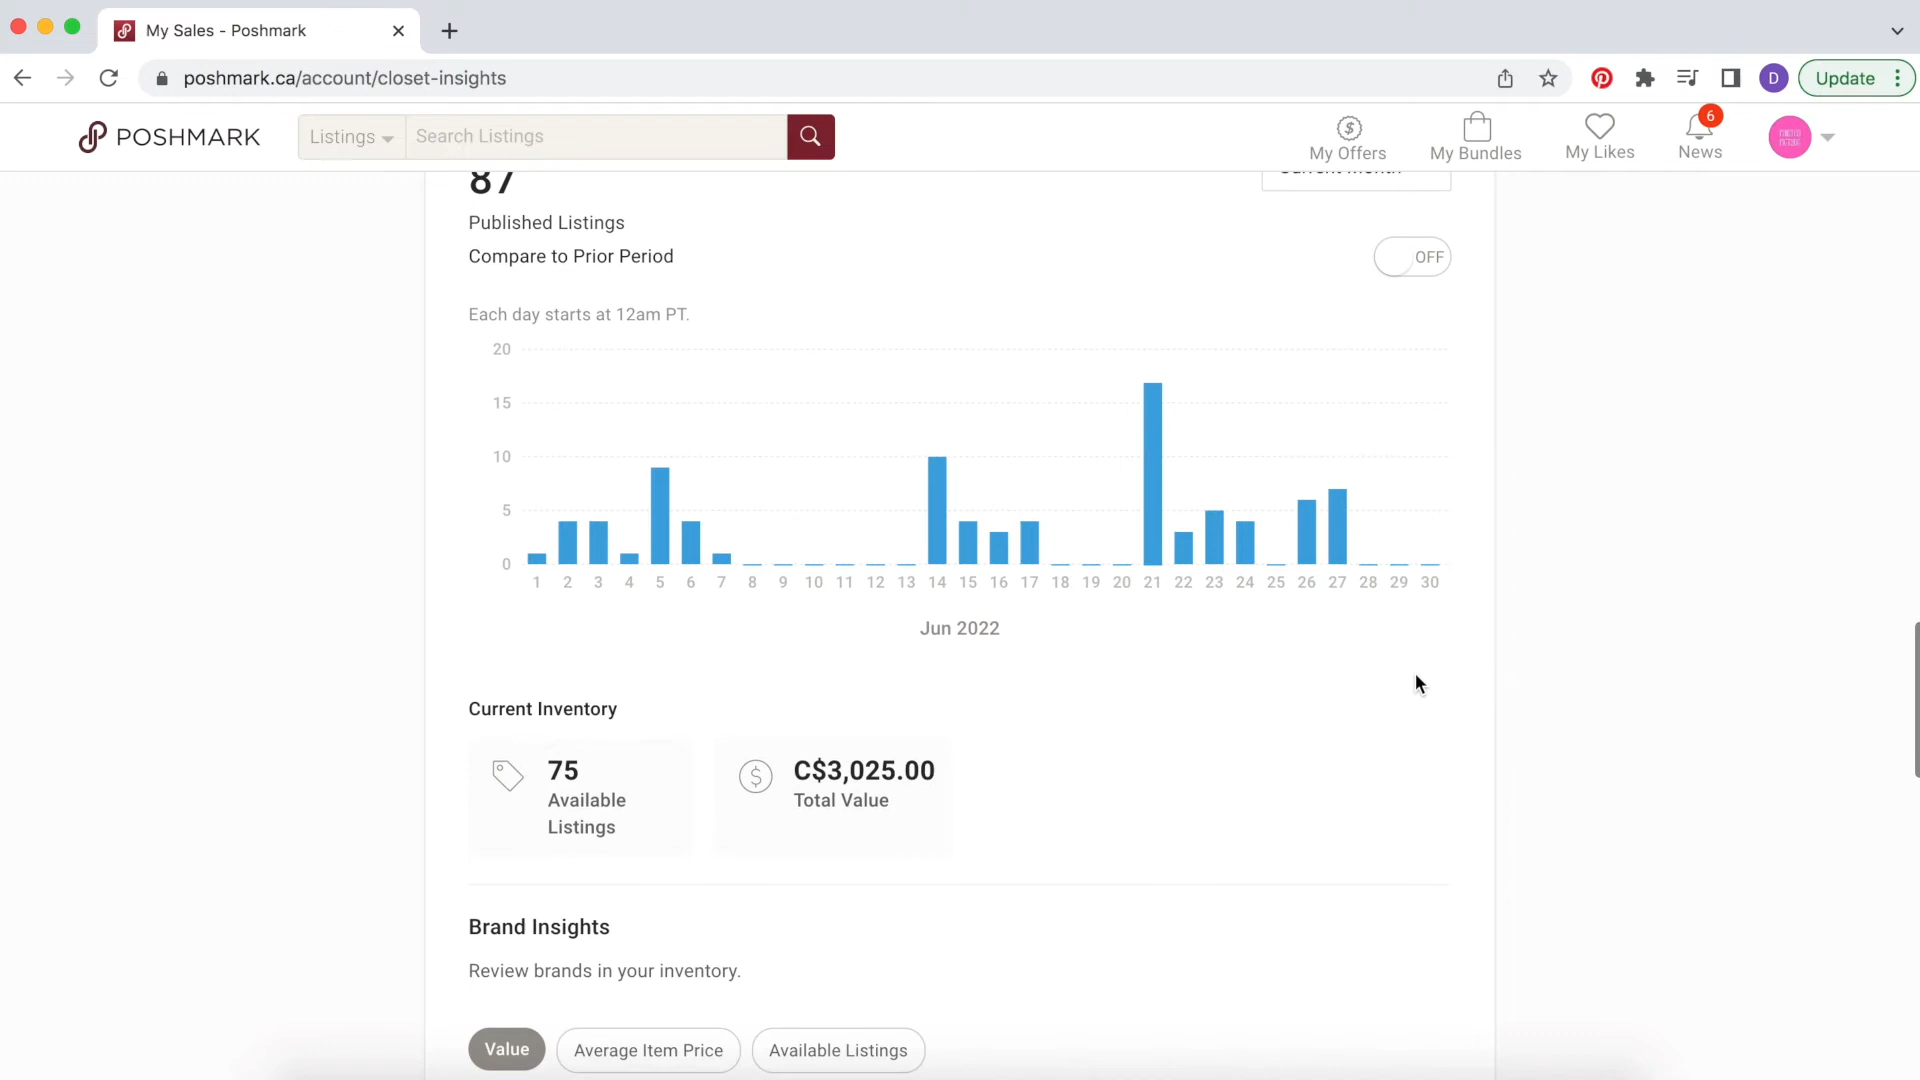 My Sales - Poshmark
poshmark.ca/account/closet-insights
D
Update
POSHMARK
Listings
Search Listings
My Offers
My Bundles
My Likes
6
News
87
Current Month
Published Listings
Compare to Prior Period
OFF
Each day starts at 12am PT.
20
15
10
5
0
1 2 3 4 5 6 7 8 9 10 11 12 13 14 15 16 17 18 19 20 21 22 23 24 25 26 27 28 29 30
Jun 2022
Current Inventory
75
Available
Listings
$
C$3,025.00
Total Value
Brand Insights
Review brands in your inventory.
Value
Average Item Price
Available Listings